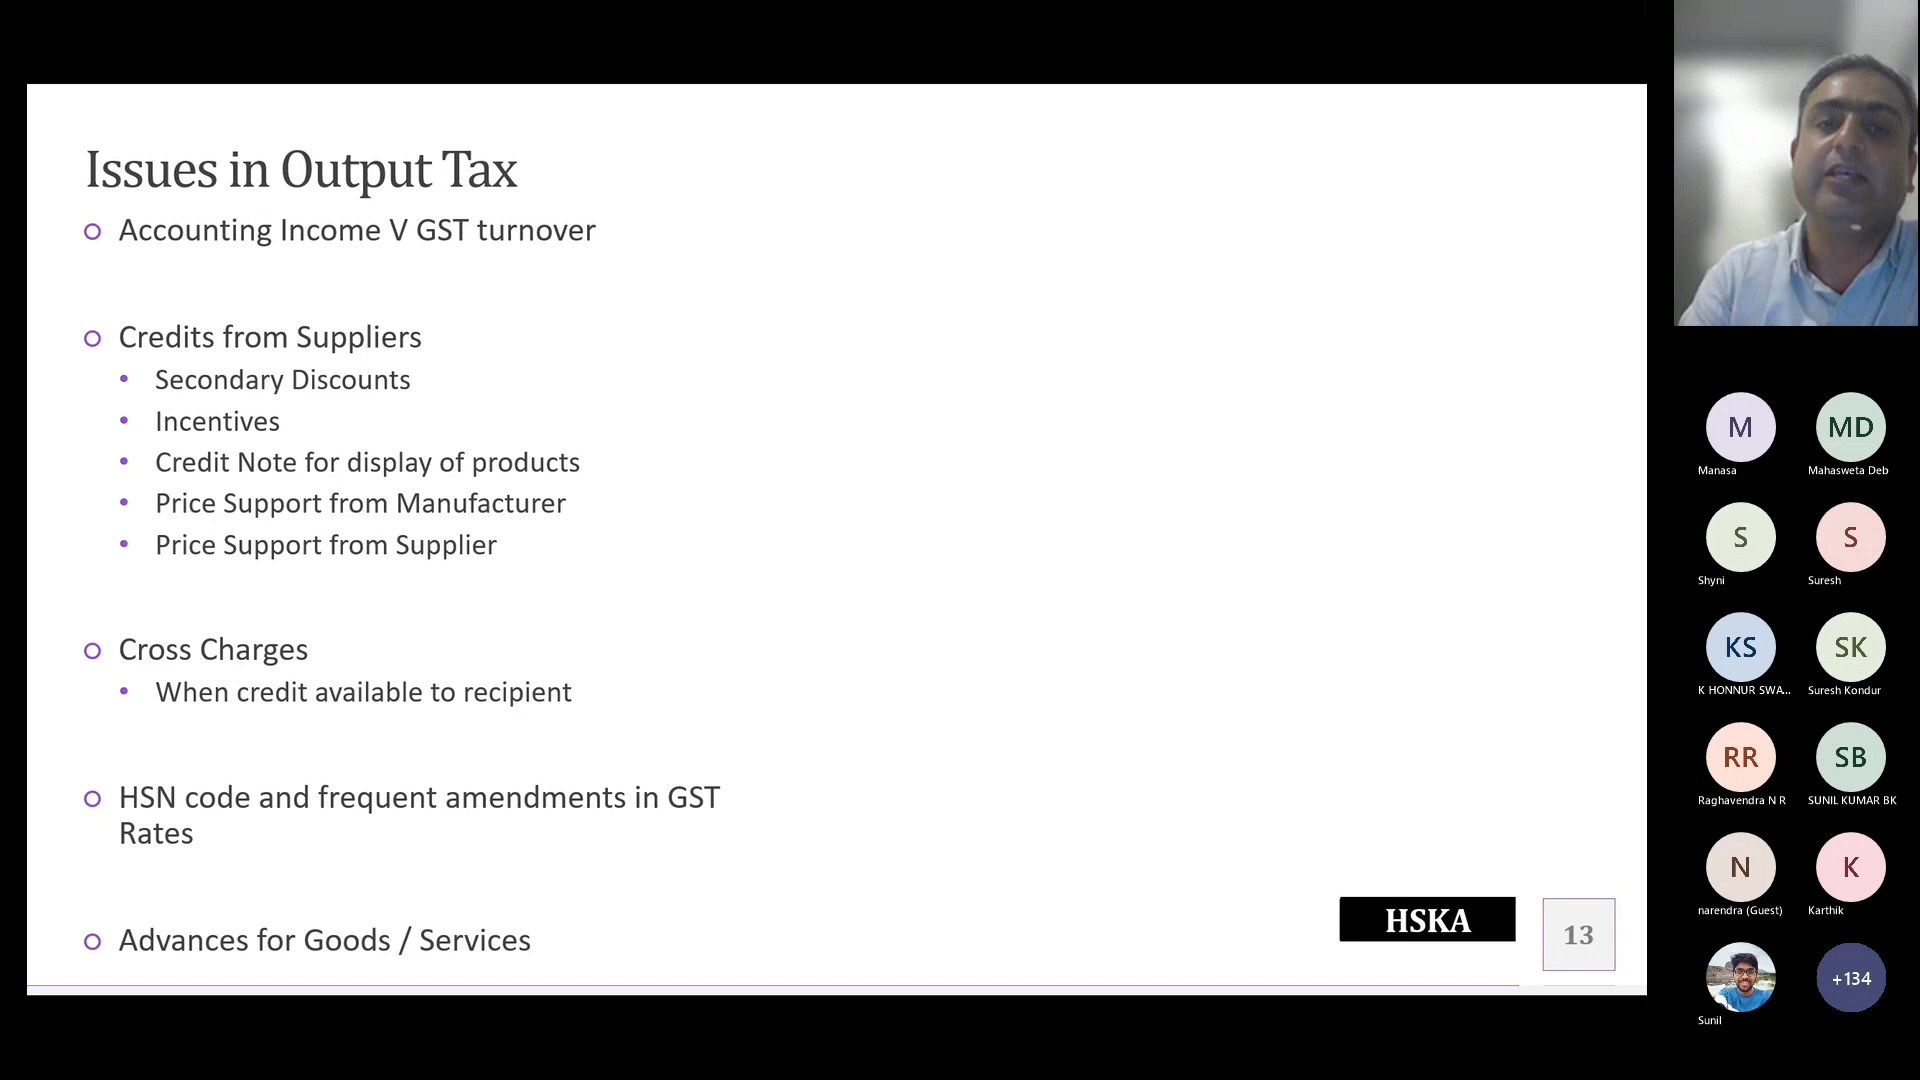 Issues in Output Tax
Accounting Income V GST turnover
Credits from Suppliers
Secondary Discounts
Incentives
Credit Note for display of products
Price Support from Manufacturer
Price Support from Supplier
Cross Charges
When credit available to recipient
HSN code and frequent amendments in GST
Rates
Advances for Goods / Services
HSKA
13
M
Manasa
MD
Mahasweta Deb
S
Shyni
S
Suresh
KS
K HONNUR SWA...
SK
Suresh Kondur
RR
Raghavendra N R
SB
SUNIL KUMAR BK
N
narendra (Guest)
K
Karthik
Sunil
+134